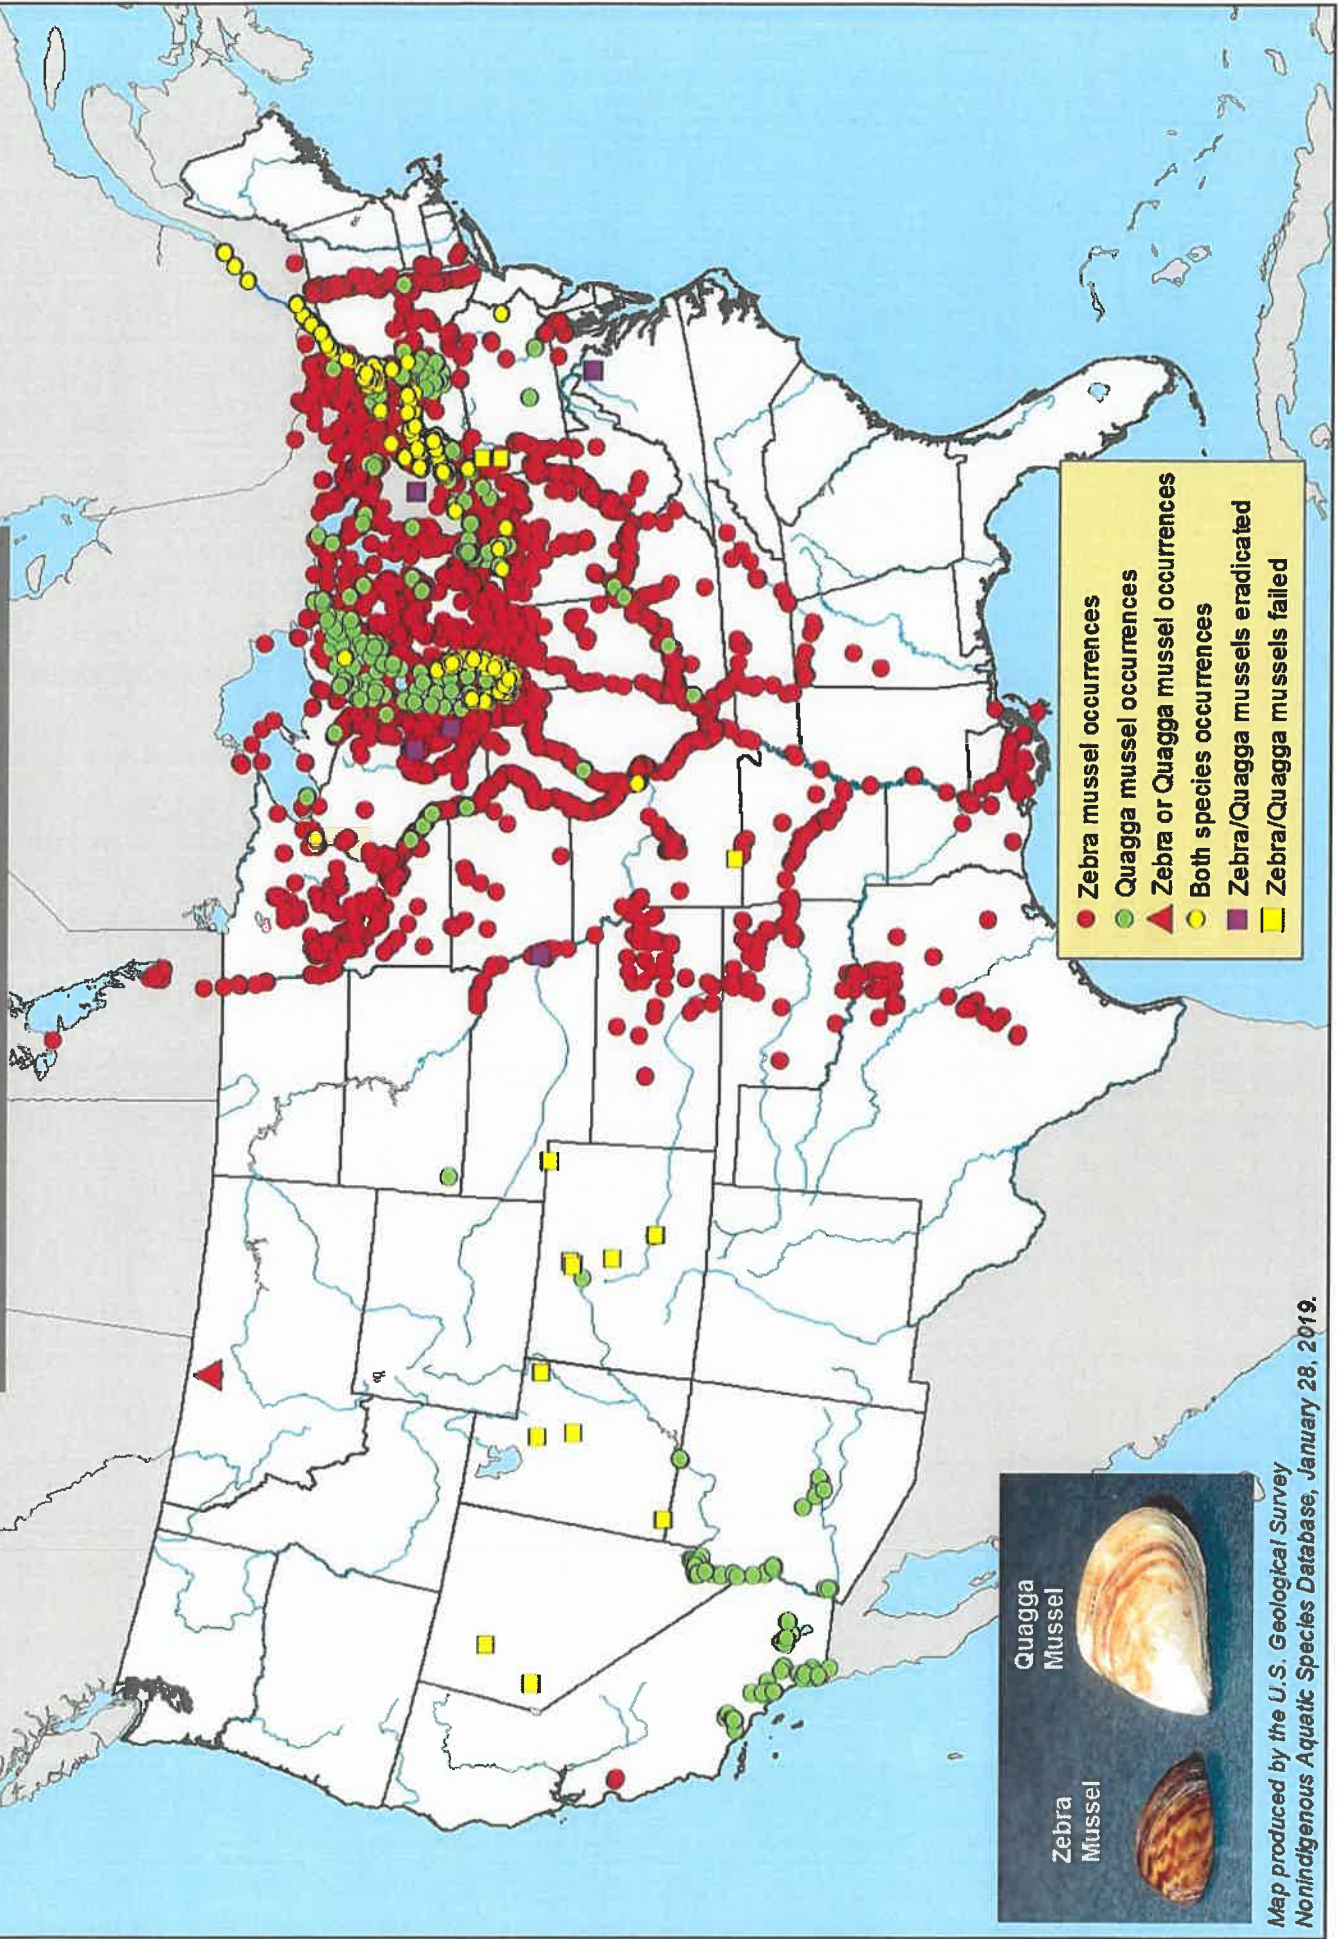 Zebra mussel occurrences
Quagga mussel occurrences
Zebra or Quagga mussel occurrences
Both species occurrences
Zebra/Quagga mussels eradicated
Zebra/Quagga mussels failed
Quagga
Mussel
Zebra
Mussel
Map produced by the U.S. Geological Survey
Nonindigenous Aquatic Species Database, January 28, 2019.